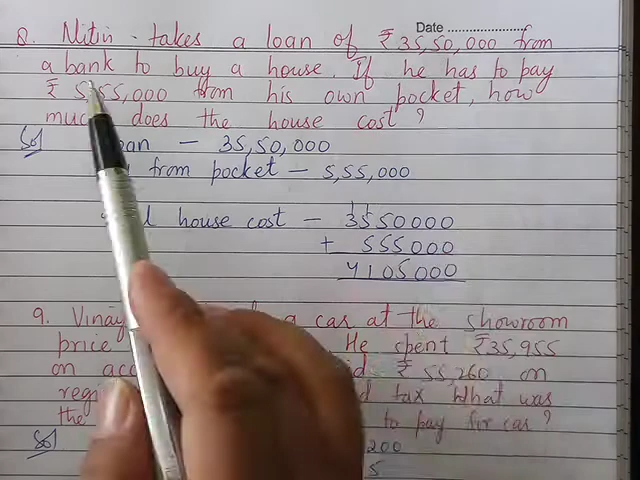 Date
8. Nitin takes a loan of ₹ 35,50,000 from
a bank to buy a house. If he has to pay
₹ 5,55,000 from his own pocket, how
much does the house cost?
Sol
35,50,000
from pocket – 5,55,000
house cost – 3550000
+ 555000
4105000
9. Vinay a car at the showroom
price He spent ₹35,955
on ₹ 55,260 on
tax What was
the to pay for car?
Sol
200
5